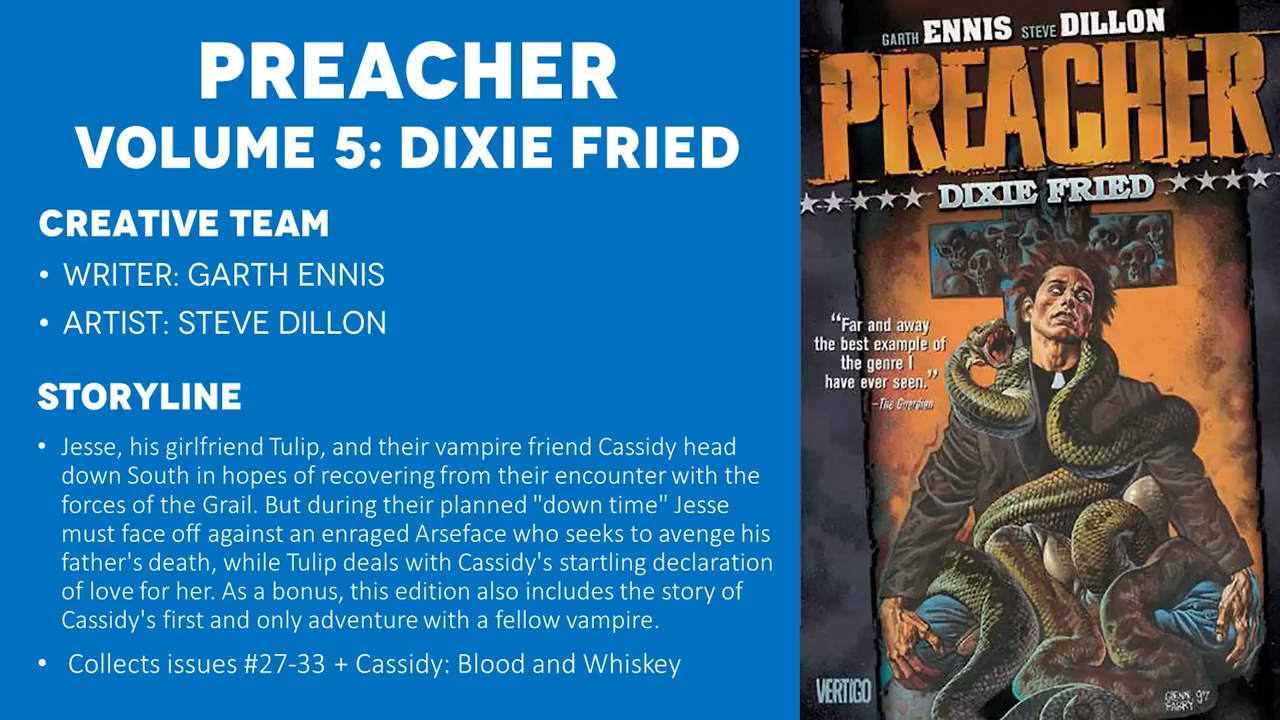 PREACHER
VOLUME 5: DIXIE FRIED
CREATIVE TEAM
• WRITER: GARTH ENNIS
• ARTIST: STEVE DILLON
STORYLINE
• Jesse, his girlfriend Tulip, and their vampire friend Cassidy head
down South in hopes of recovering from their encounter with the
forces of the Grail. But during their planned "down time" Jesse
must face off against an enraged Arseface who seeks to avenge his
father's death, while Tulip deals with Cassidy's startling declaration
of love for her. As a bonus, this edition also includes the story of
Cassidy's first and only adventure with a fellow vampire.
• Collects issues #27-33 + Cassidy: Blood and Whiskey
GARTH ENNIS STEVE DILLON
PREACHER
DIXIE FRIED
“Far and away
the best example of
the genre I
have ever seen.”
—The Guardian
VERTIGO
GLENN 97
FABRY